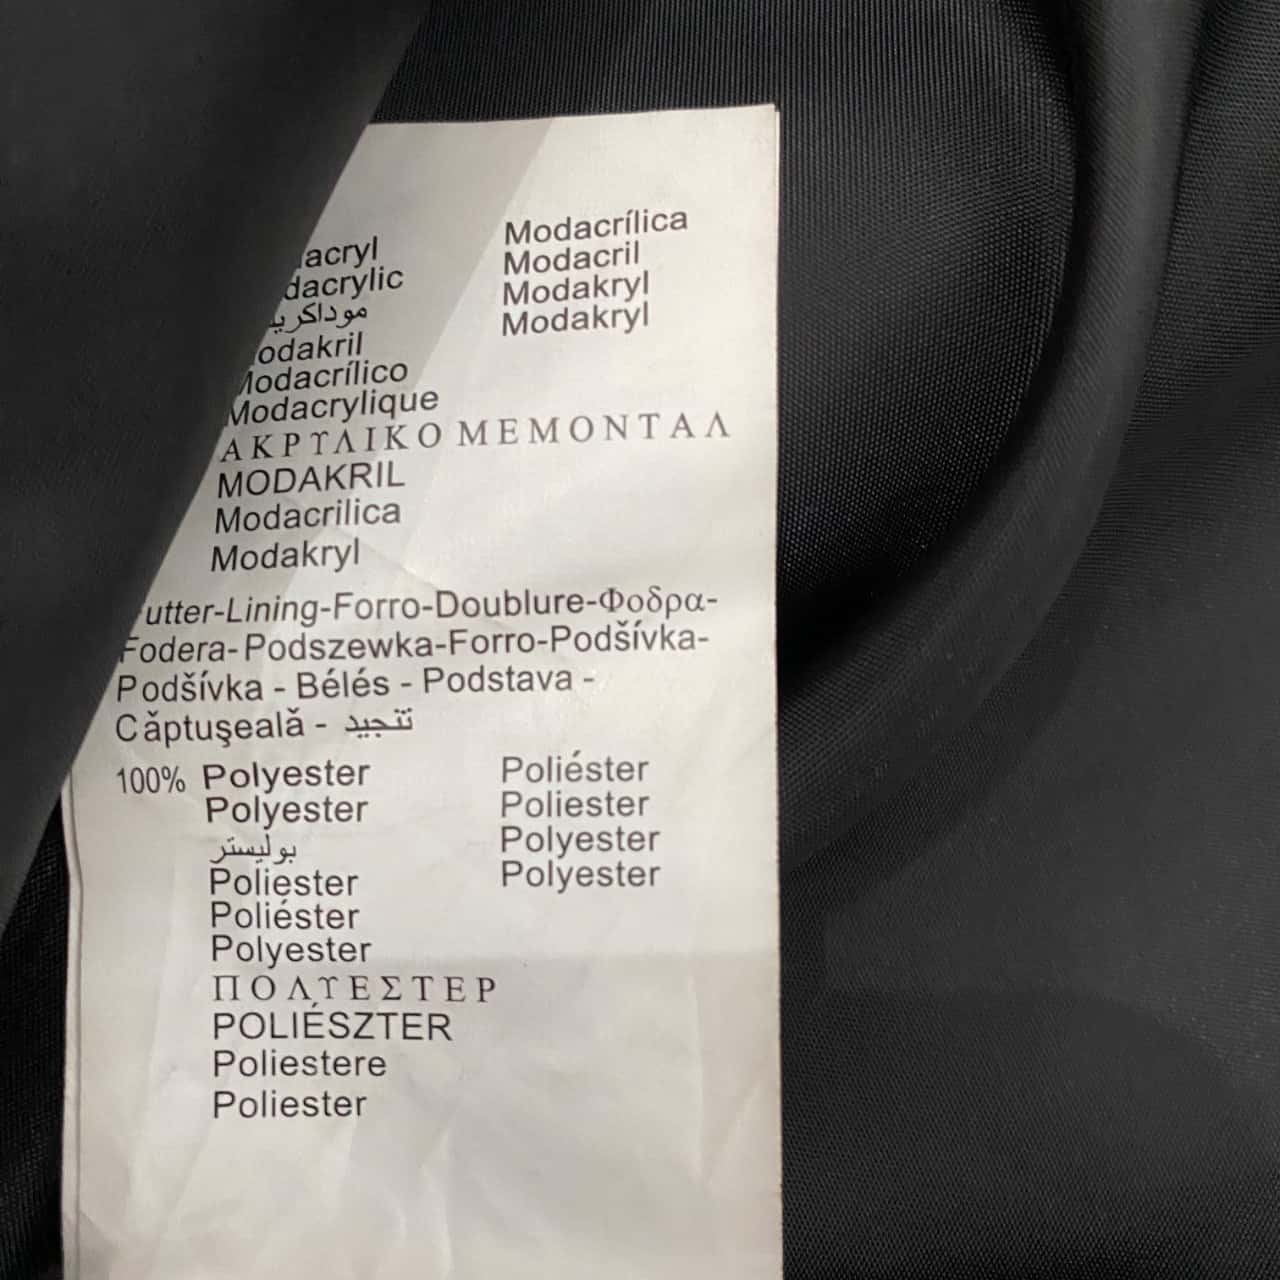 Modacrílica
Modacril
Modakryl
Modakryl
Modacrílico
Modacrylique
ΑΚΡΥΛΙΚΟ ΜΕΜΟΝΤΑΛ
MODAKRIL
Modacrilica
Modakryl
-Lining-Forro-Doublure-Φοδρα-
Fodera-Podszewka-Forro-Podšívka-
Podšívka - Bélés - Podstava -
Căptuşeală - تنجيد
100% Polyester
Polyester
بوليستر
Poliester
Poliéster
Polyester
ΠΟΛΥΕΣΤΕΡ
POLIÉSZTER
Poliestere
Poliester
Poliéster
Poliester
Polyester
Polyester